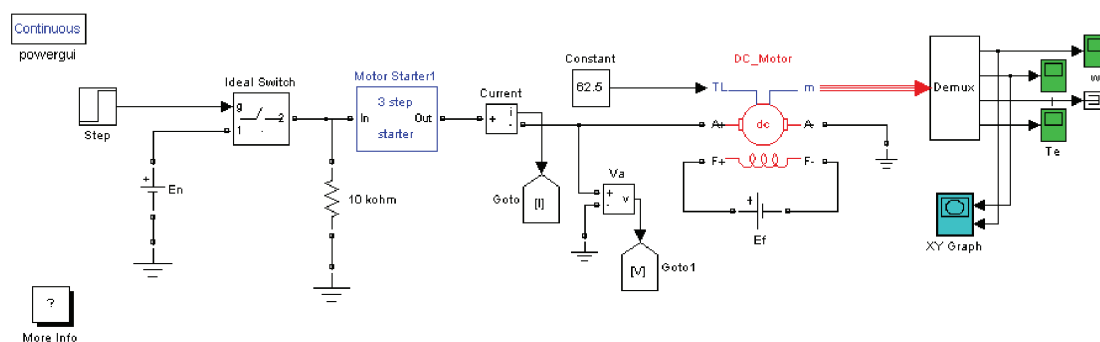 Continuous
powergui
Step
Ideal Switch
g
1
2
+
En
10 kohm
Motor Starter1
3 step
starter
In
Out
Current
+
-
i
Goto
[I]
Va
+
-
v
[V]
Goto1
Constant
62.5
DC_Motor
TL
m
A+
dc
A-
F+
F-
+
Ef
Demux
w
Te
XY Graph
?
More Info